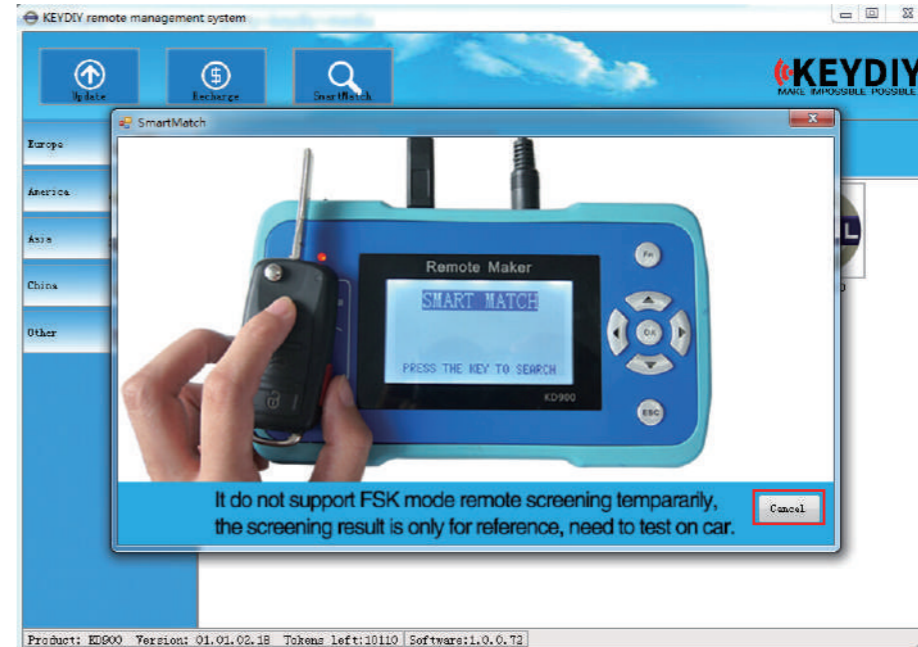 KEYDIY remote management system
Update
Recharge
SmartMatch
KEYDIY
MAKE IMPOSSIBLE POSSIBLE
SmartMatch
X
Europe
America
Asia
China
Other
L
Remote Maker
SMART MATCH
PRESS THE KEY TO SEARCH
KD900
Fn
OK
ESC
It do not support FSK mode remote screening tempararily,
the screening result is only for reference, need to test on car.
Cancel
Product: KD900 Version: 01.01.02.18 Tokens left:10110 Software:1.0.0.72